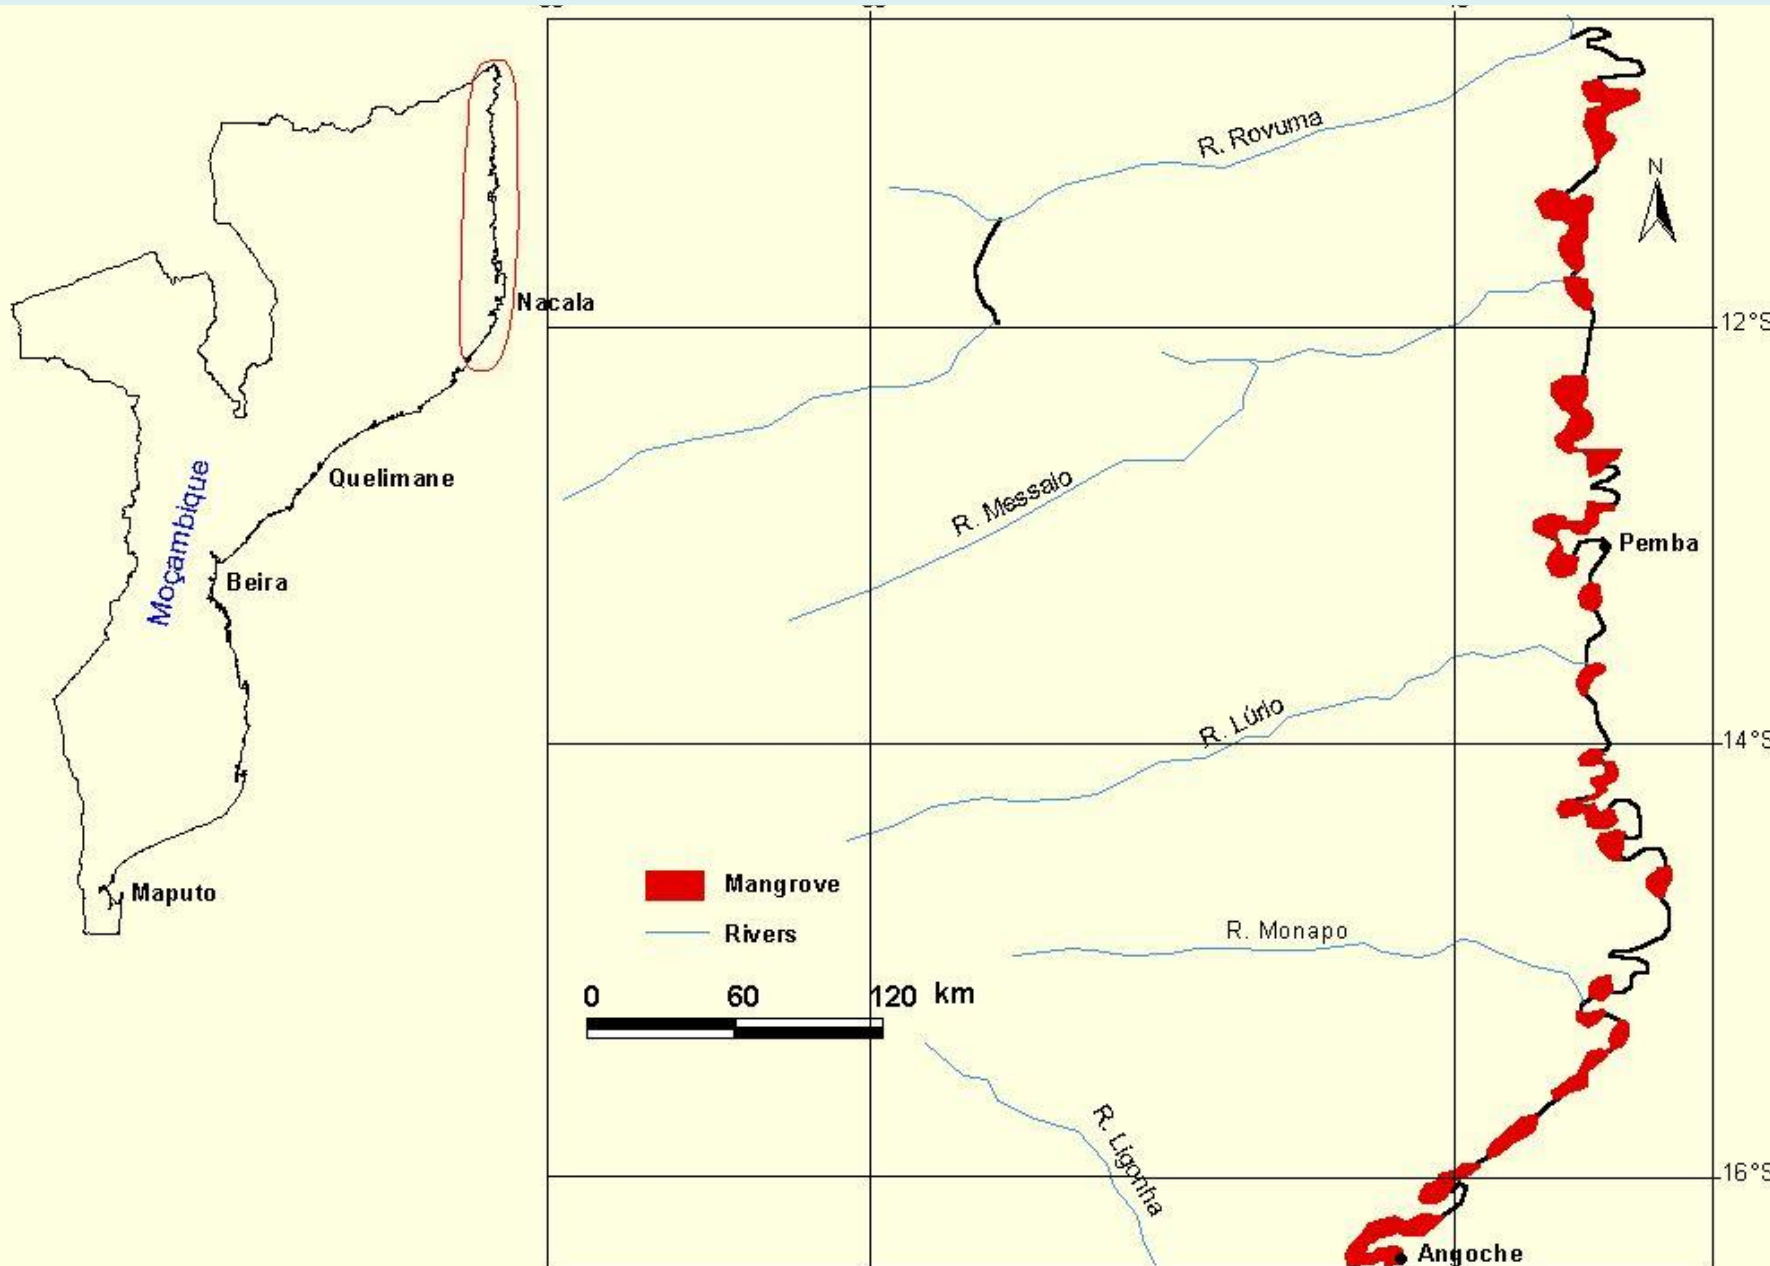 Nacala
Quelimane
Moçambique
Beira
Maputo
R. Rovuma
N
12°S
R. Messalo
Pemba
R. Lúrio
14°S
Mangrove
Rivers
R. Monapo
0 60 120 km
R. Ligonha
16°S
Angoche